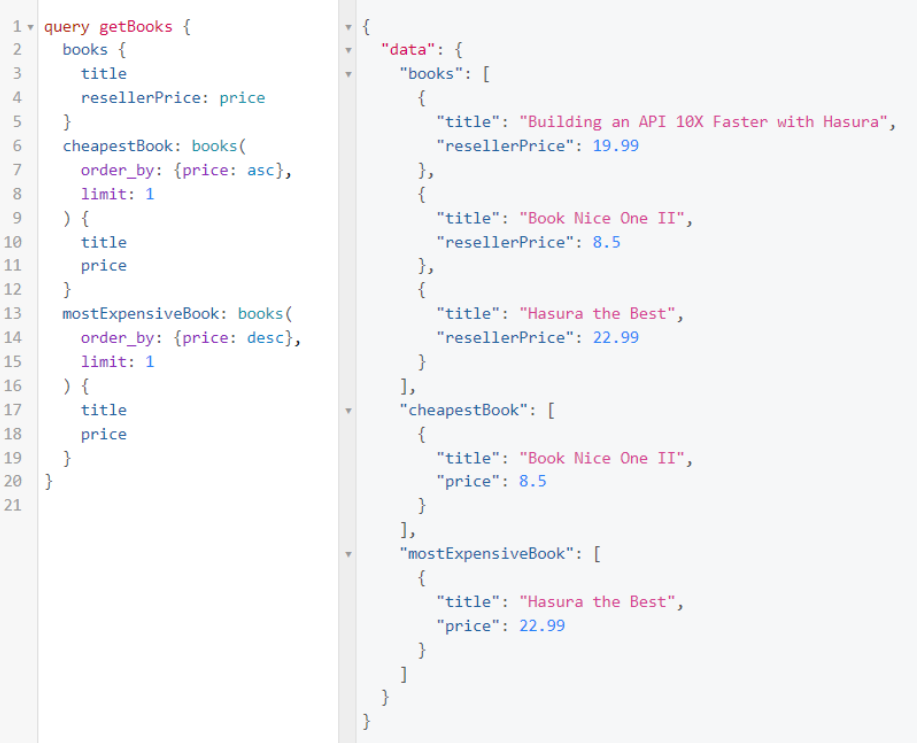 1 query getBooks {
2   books {
3     title
4     resellerPrice: price
5   }
6   cheapestBook: books(
7     order_by: {price: asc},
8     limit: 1
9   ) {
10     title
11     price
12   }
13   mostExpensiveBook: books(
14     order_by: {price: desc},
15     limit: 1
16   ) {
17     title
18     price
19   }
20 }
21
{
  "data": {
    "books": [
      {
        "title": "Building an API 10X Faster with Hasura",
        "resellerPrice": 19.99
      },
      {
        "title": "Book Nice One II",
        "resellerPrice": 8.5
      },
      {
        "title": "Hasura the Best",
        "resellerPrice": 22.99
      }
    ],
    "cheapestBook": [
      {
        "title": "Book Nice One II",
        "price": 8.5
      }
    ],
    "mostExpensiveBook": [
      {
        "title": "Hasura the Best",
        "price": 22.99
      }
    ]
  }
}